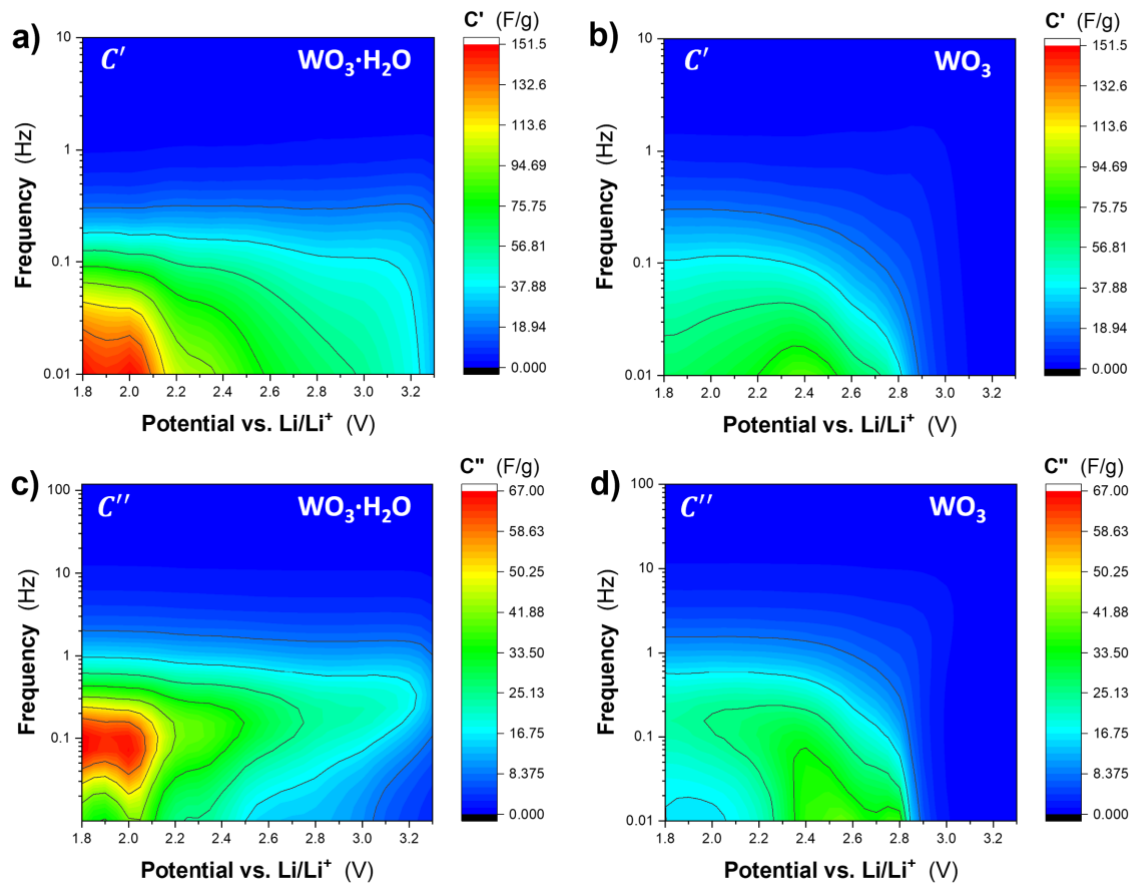 a)
C' (F/g)
C′ WO₃·H₂O
10
1
0.1
0.01
Frequency (Hz)
1.8 2.0 2.2 2.4 2.6 2.8 3.0 3.2
Potential vs. Li/Li⁺ (V)
151.5
132.6
113.6
94.69
75.75
56.81
37.88
18.94
0.000
b)
C' (F/g)
C′ WO₃
10
1
0.1
0.01
Frequency (Hz)
1.8 2.0 2.2 2.4 2.6 2.8 3.0 3.2
Potential vs. Li/Li⁺ (V)
151.5
132.6
113.6
94.69
75.75
56.81
37.88
18.94
0.000
c)
C" (F/g)
C′′ WO₃·H₂O
100
10
1
0.1
Frequency (Hz)
1.8 2.0 2.2 2.4 2.6 2.8 3.0 3.2
Potential vs. Li/Li⁺ (V)
67.00
58.63
50.25
41.88
33.50
25.13
16.75
8.375
0.000
d)
C" (F/g)
C′′ WO₃
100
10
1
0.1
0.01
Frequency (Hz)
1.8 2.0 2.2 2.4 2.6 2.8 3.0 3.2
Potential vs. Li/Li⁺ (V)
67.00
58.63
50.25
41.88
33.50
25.13
16.75
8.375
0.000